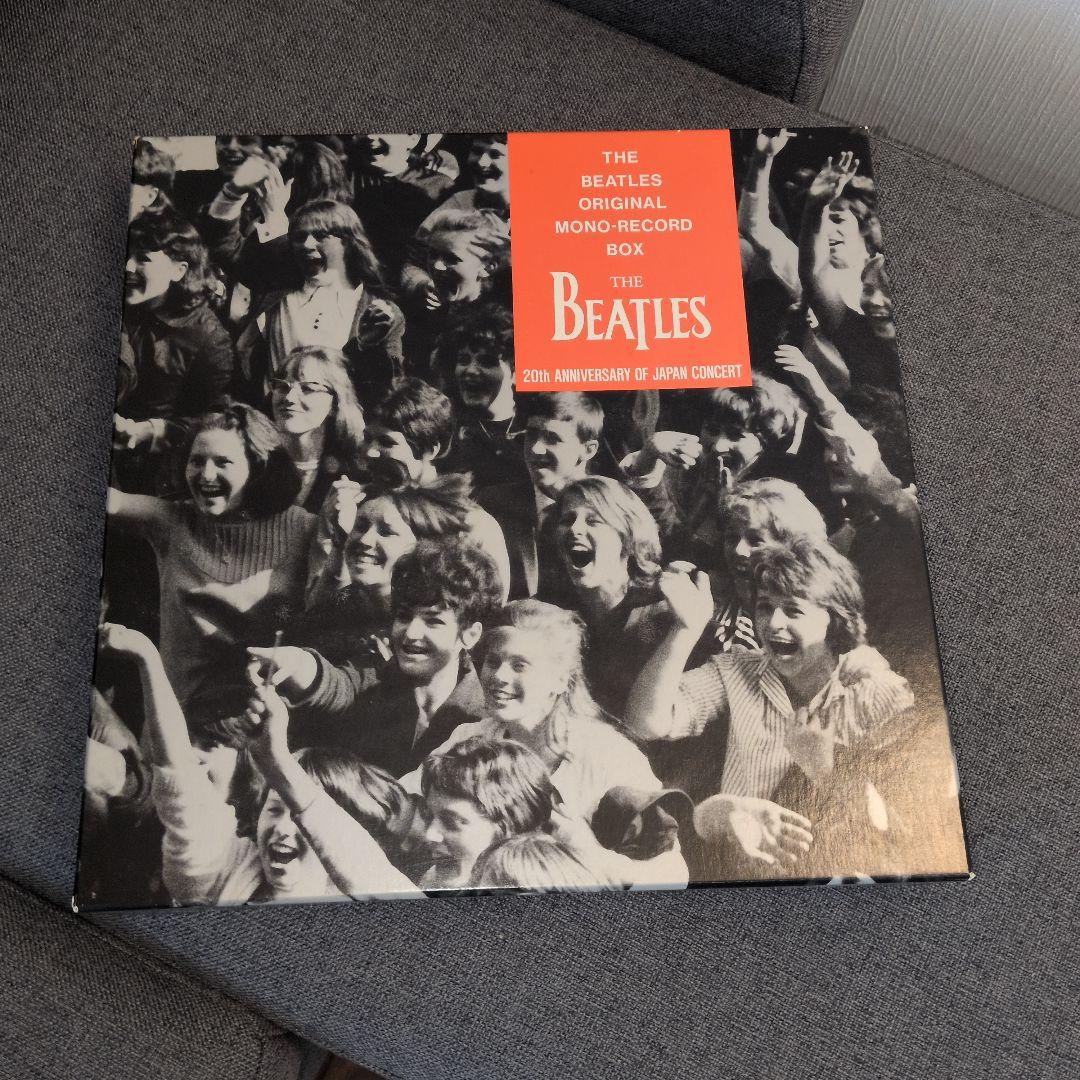 THE
BEATLES
ORIGINAL
MONO-RECORD
BOX
THE
BEATLES
20th ANNIVERSARY OF JAPAN CONCERT